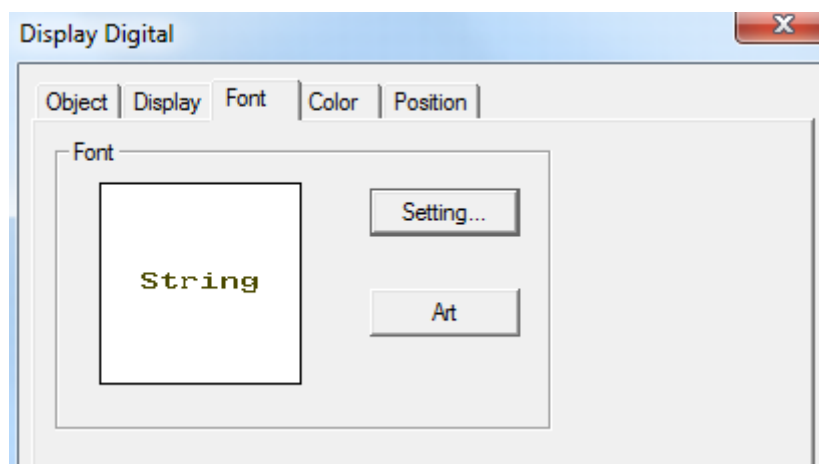 Display Digital
X
Object Display Font Color Position
Font
Setting...
String
Art